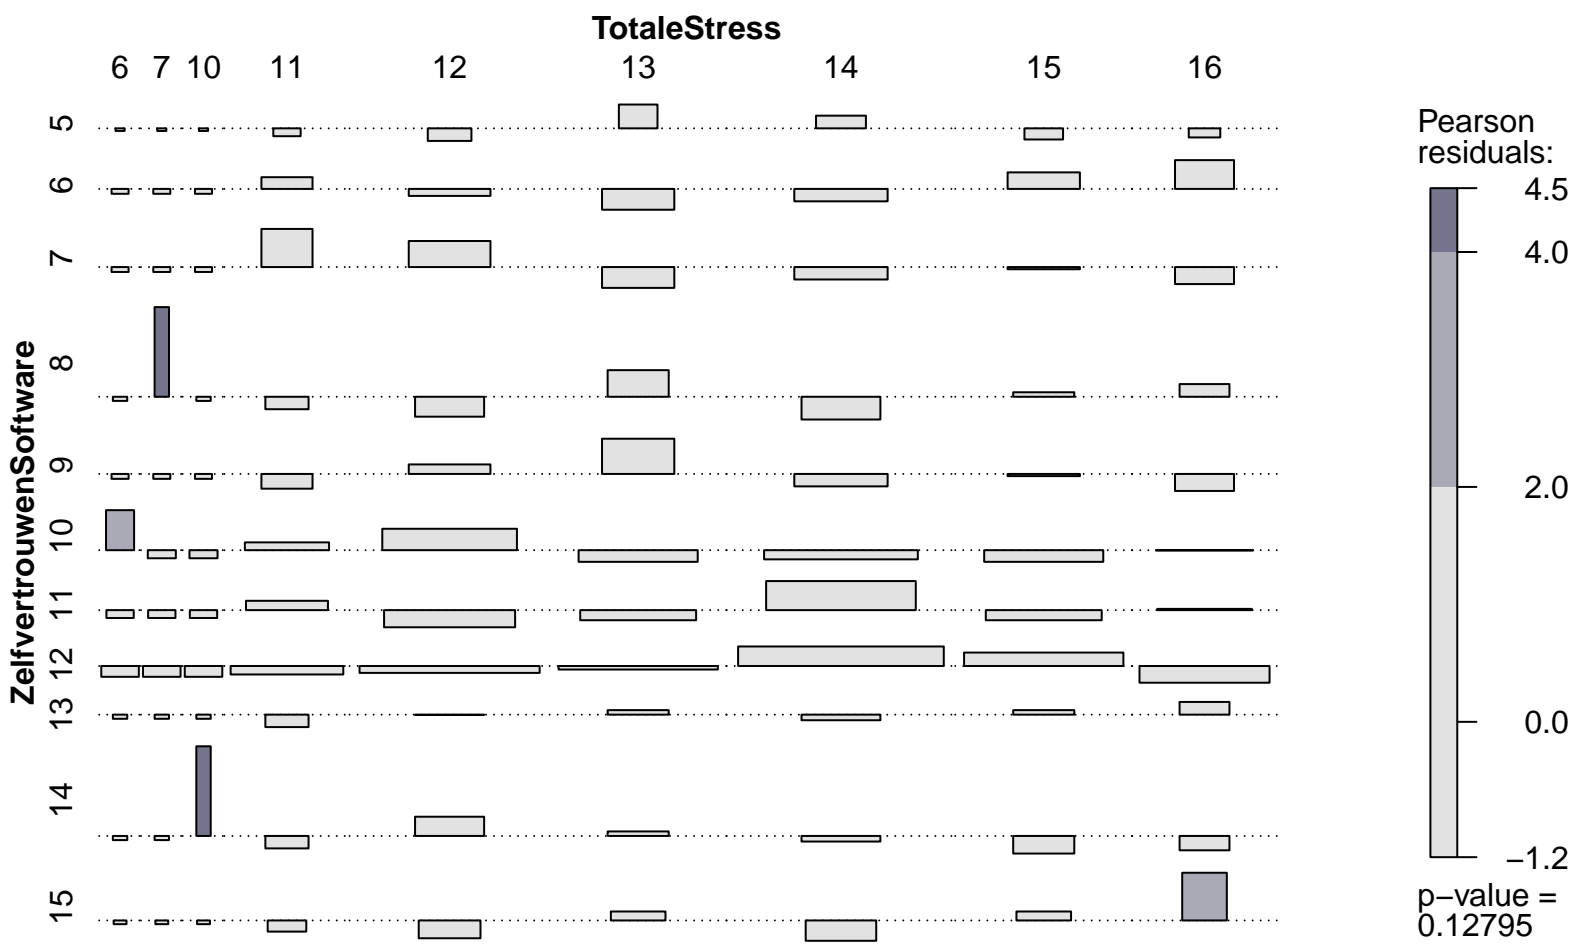 TotaleStress
6 7 10 11 12 13 14 15 16
ZelfvertrouwenSoftware
5
6
7
8
9
10
11
12
13
14
15
Pearson
residuals:
4.5
4.0
2.0
0.0
−1.2
p−value =
0.12795